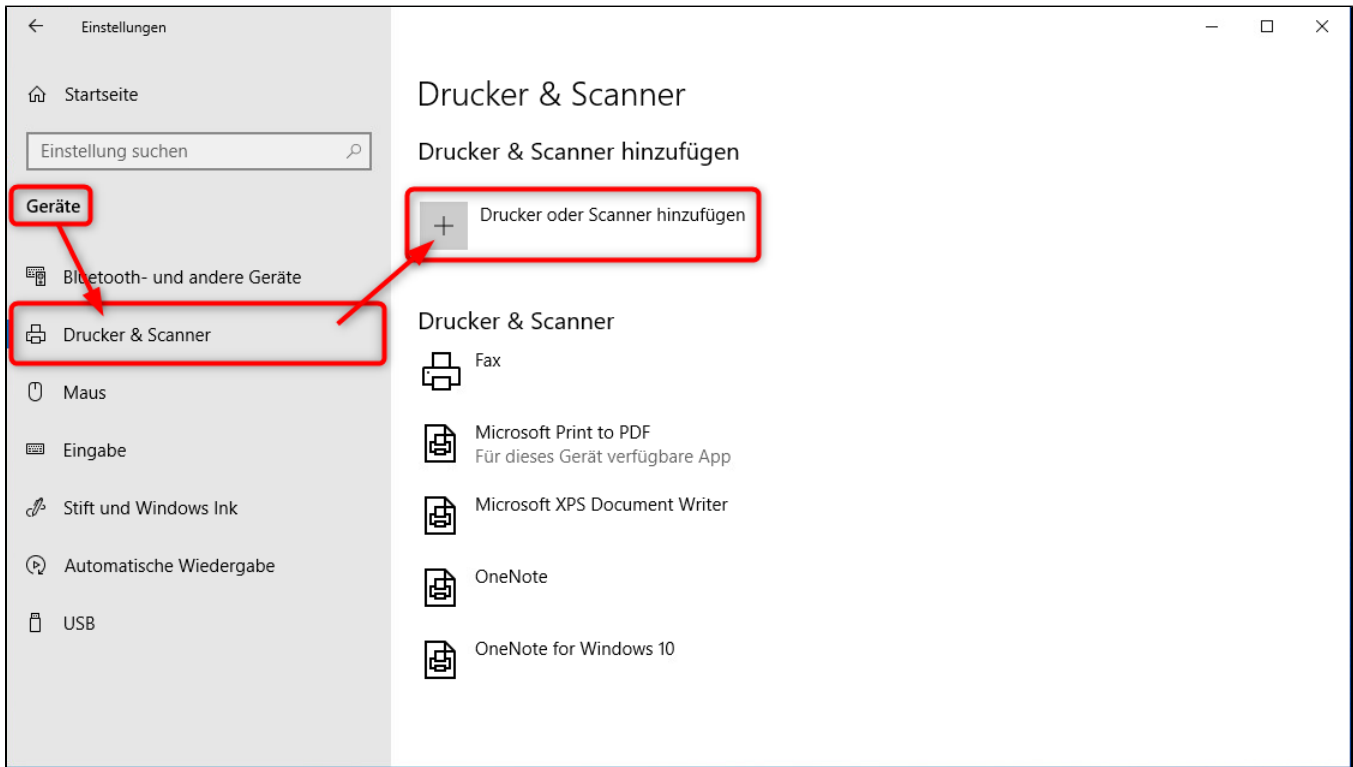 Einstellungen
Startseite
Einstellung suchen
Geräte
Bluetooth- und andere Geräte
Drucker & Scanner
Maus
Eingabe
Stift und Windows Ink
Automatische Wiedergabe
USB
Drucker & Scanner
Drucker & Scanner hinzufügen
Drucker oder Scanner hinzufügen
Drucker & Scanner
Fax
Microsoft Print to PDF
Für dieses Gerät verfügbare App
Microsoft XPS Document Writer
OneNote
OneNote for Windows 10